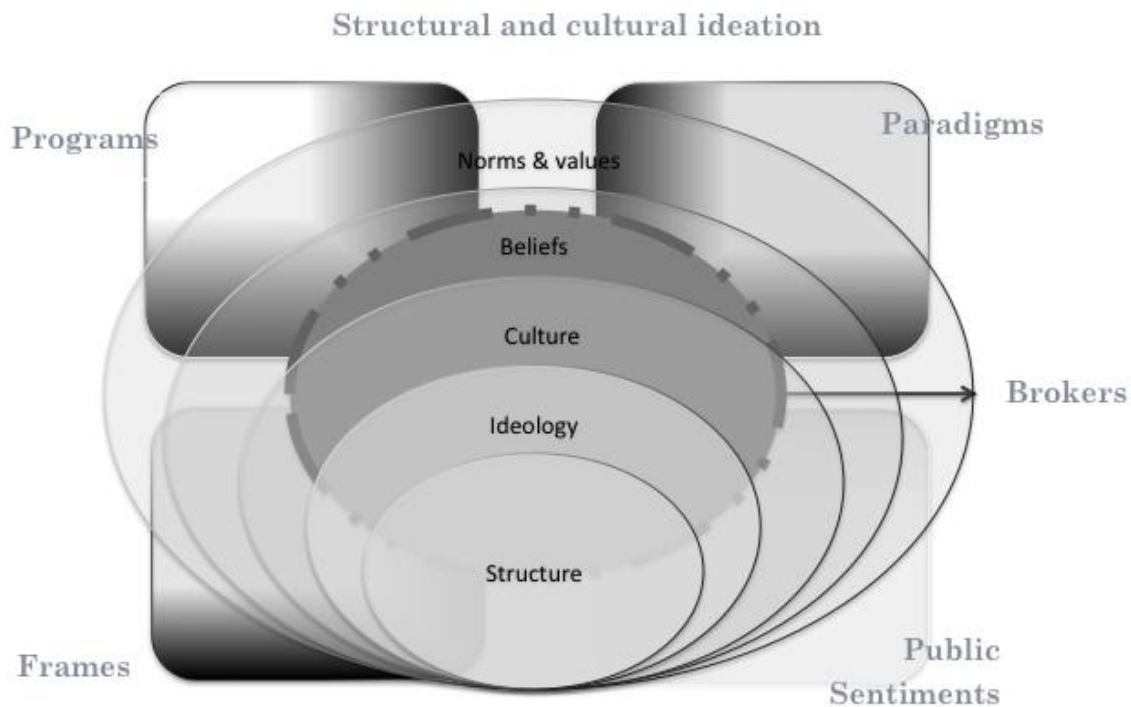 Structural and cultural ideation
Programs
Paradigms
Norms & values
Beliefs
Culture
Brokers
Ideology
Structure
Frames
Public
Sentiments